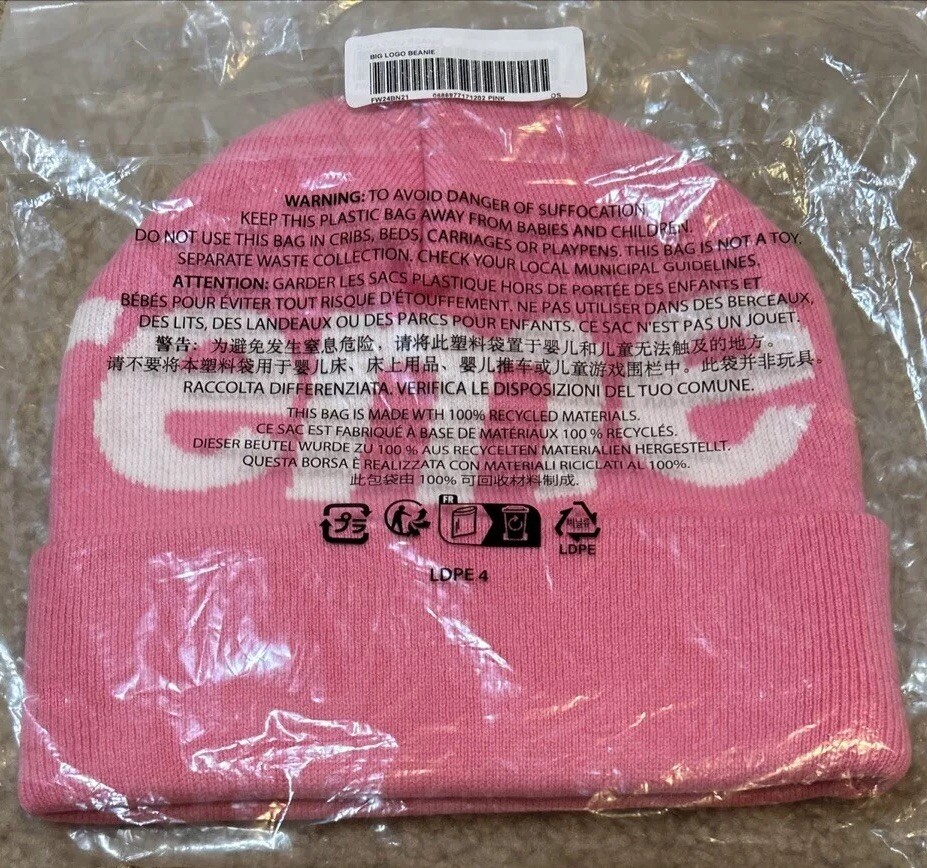 BIG LOGO BEANIE
FW24BN21 0698977171202 PINK OS
WARNING: TO AVOID DANGER OF SUFFOCATION,
KEEP THIS PLASTIC BAG AWAY FROM BABIES AND CHILDREN.
DO NOT USE THIS BAG IN CRIBS, BEDS, CARRIAGES OR PLAYPENS. THIS BAG IS NOT A TOY.
SEPARATE WASTE COLLECTION. CHECK YOUR LOCAL MUNICIPAL GUIDELINES.
ATTENTION: GARDER LES SACS PLASTIQUE HORS DE PORTÉE DES ENFANTS ET
BÉBÉS POUR ÉVITER TOUT RISQUE D'ÉTOUFFEMENT. NE PAS UTILISER DANS DES BERCEAUX,
DES LITS, DES LANDEAUX OU DES PARCS POUR ENFANTS. CE SAC N'EST PAS UN JOUET.
警告: 为避免发生窒息危险，请将此塑料袋置于婴儿和儿童无法触及的地方。
请不要将本塑料袋用于婴儿床、床上用品、婴儿推车或儿童游戏围栏中。此袋并非玩具。
RACCOLTA DIFFERENZIATA. VERIFICA LE DISPOSIZIONI DEL TUO COMUNE.
THIS BAG IS MADE WTH 100% RECYCLED MATERIALS.
CE SAC EST FABRIQUÉ À BASE DE MATÉRIAUX 100 % RECYCLÉS.
DIESER BEUTEL WURDE ZU 100 % AUS RECYCELTEN MATERIALIEN HERGESTELLT.
QUESTA BORSA È REALIZZATA CON MATERIALI RICICLATI AL 100%.
此包袋由 100% 可回收材料制成.
プラ
FR
비닐류
LDPE
LDPE 4
eme